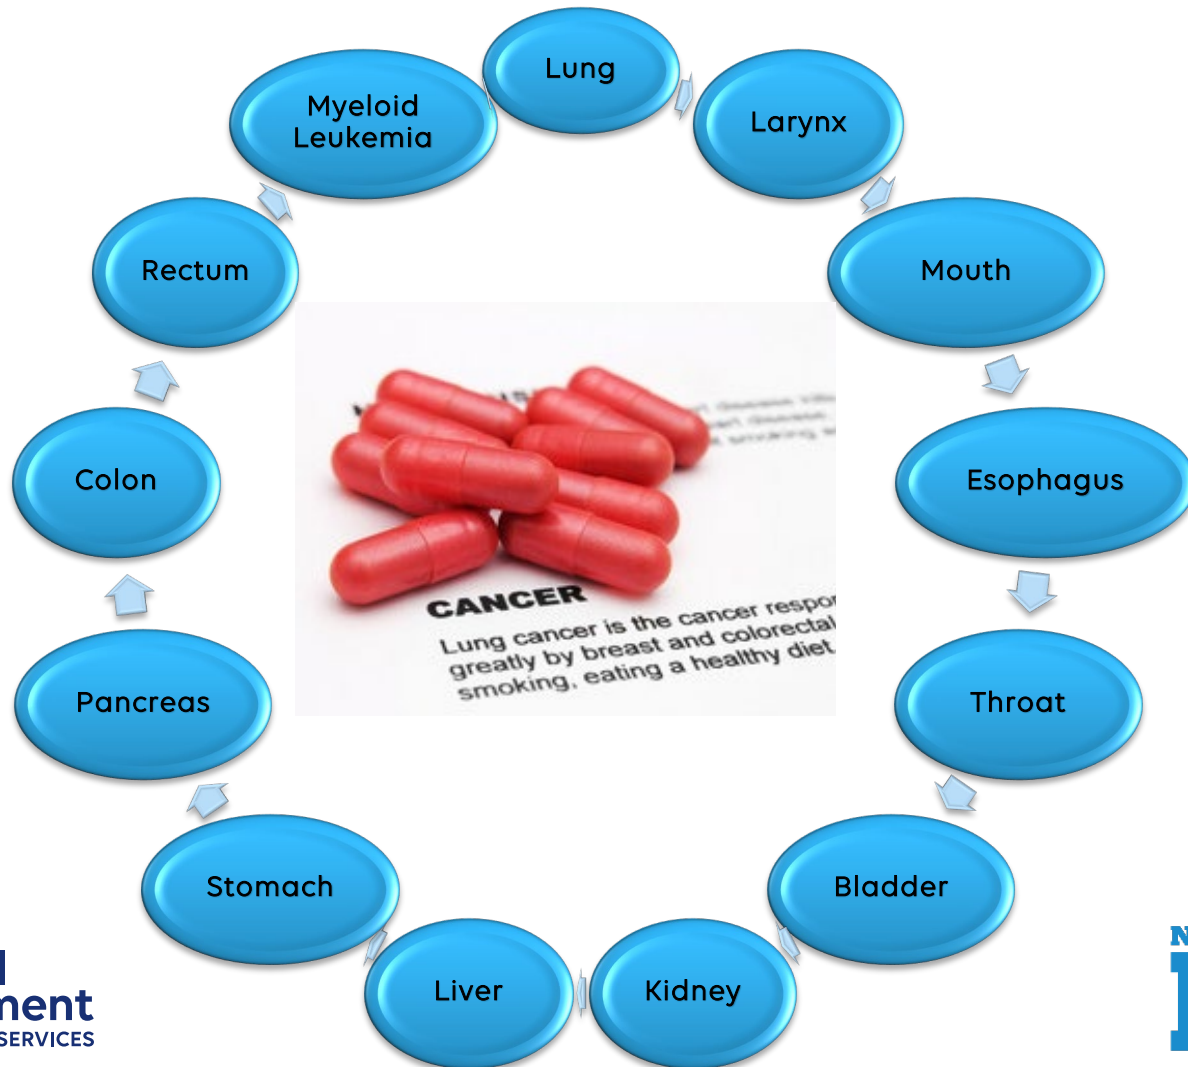 Lung
Larynx
Mouth
Esophagus
Throat
Bladder
Kidney
Liver
Stomach
Pancreas
Colon
Rectum
Myeloid
Leukemia
CANCER
Lung cancer is the cancer respon
greatly by breast and colorectal
smoking, eating a healthy diet
ment
SERVICES
N